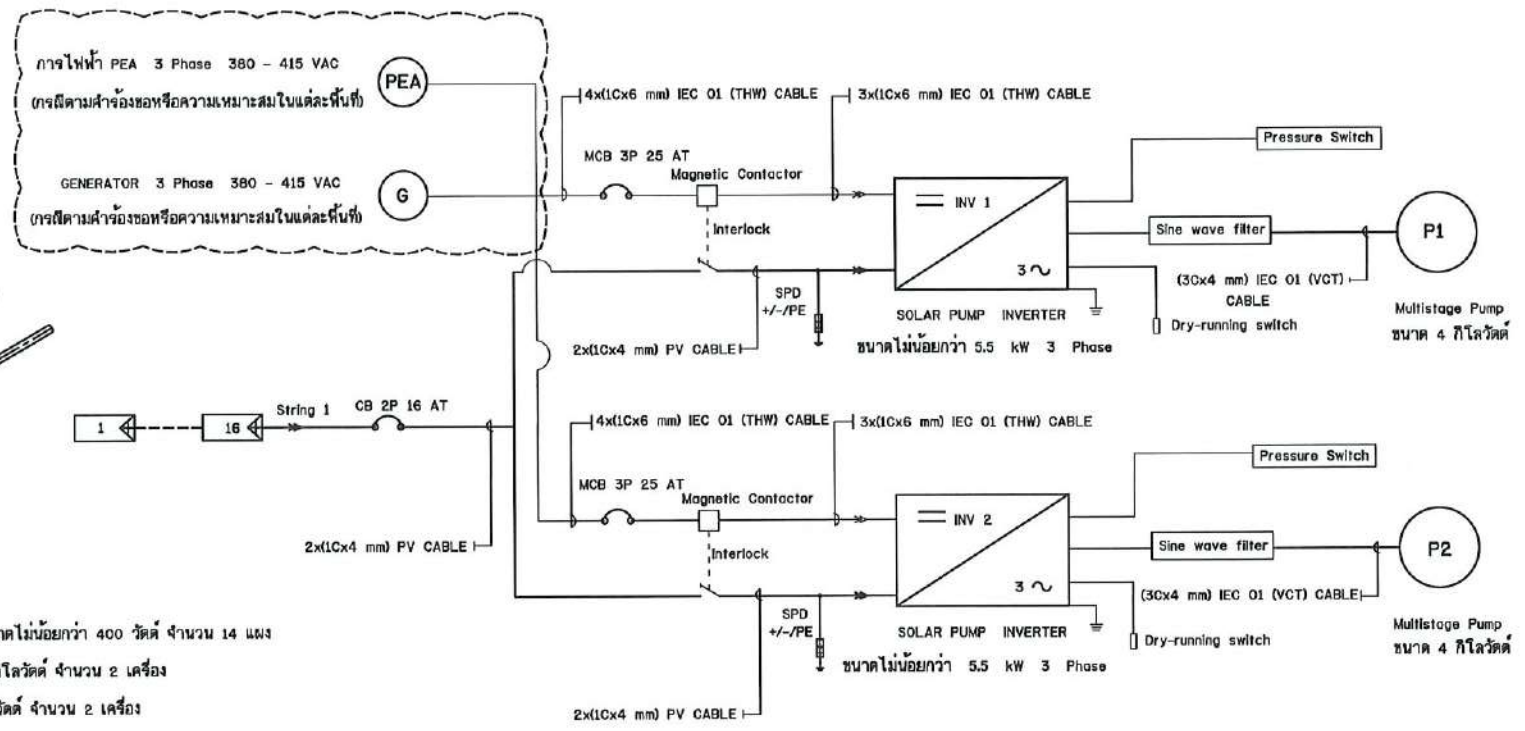 การไฟฟ้า PEA 3 Phase 380 - 415 VAC
(กรณีตามคำร้องขอหรือความเหมาะสมในแต่ละพื้นที่)
PEA
GENERATOR 3 Phase 380 - 415 VAC
(กรณีตามคำร้องขอหรือความเหมาะสมในแต่ละพื้นที่)
G
4x(1Cx6 mm) IEC 01 (THW) CABLE
3x(1Cx6 mm) IEC 01 (THW) CABLE
MCB 3P 25 AT
Magnetic Contactor
Interlock
INV 1
3
Pressure Switch
Sine wave filter
P1
SPD
+/-/PE
SOLAR PUMP INVERTER
ขนาดไม่น้อยกว่า 5.5 kW 3 Phase
(3Cx4 mm) IEC 01 (VCT)
CABLE
Dry-running switch
Multistage Pump
ขนาด 4 กิโลวัตต์
2x(1Cx4 mm) PV CABLE
1
16
String 1
CB 2P 16 AT
2x(1Cx4 mm) PV CABLE
4x(1Cx6 mm) IEC 01 (THW) CABLE
3x(1Cx6 mm) IEC 01 (THW) CABLE
MCB 3P 25 AT
Magnetic Contactor
Interlock
INV 2
3
Pressure Switch
Sine wave filter
P2
SPD
+/-/PE
SOLAR PUMP INVERTER
ขนาดไม่น้อยกว่า 5.5 kW 3 Phase
(3Cx4 mm) IEC 01 (VCT) CABLE
Dry-running switch
Multistage Pump
ขนาด 4 กิโลวัตต์
2x(1Cx4 mm) PV CABLE
ไม่น้อยกว่า 400 วัตต์ จำนวน 14 แผง
จำนวน 2 เครื่อง
จำนวน 2 เครื่อง